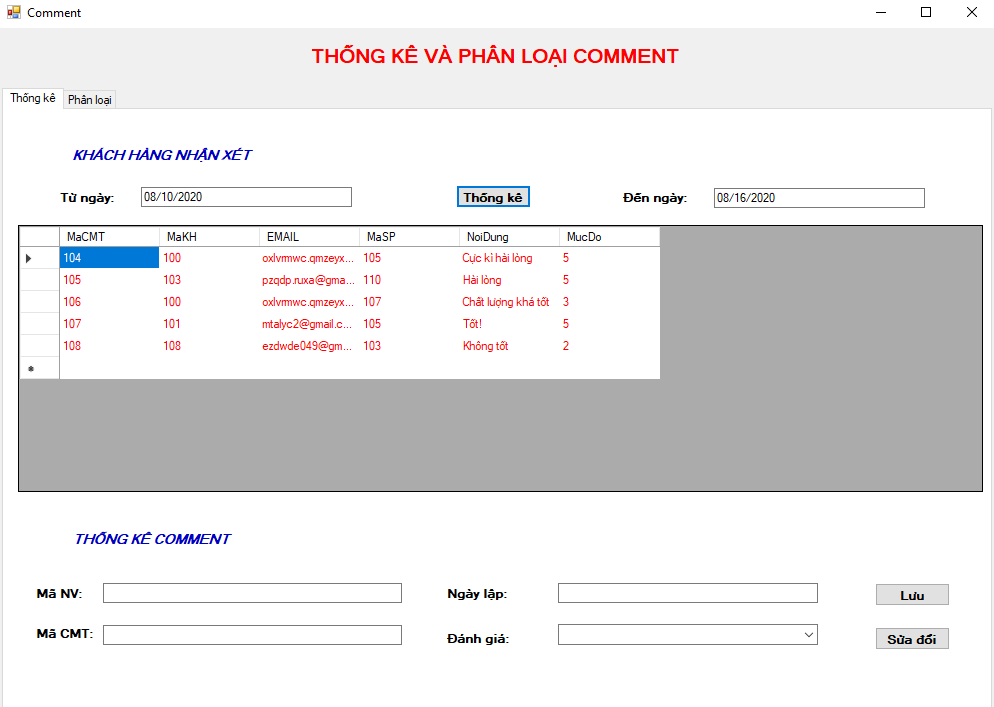 Comment
THỐNG KÊ VÀ PHÂN LOẠI COMMENT
Thống kê Phân loại
KHÁCH HÀNG NHẬN XÉT
Từ ngày: 08/10/2020 Thống kê Đến ngày: 08/16/2020
MaCMT MaKH EMAIL MaSP NoiDung MucDo
104 100 oxlvmwc.qmzeyx... 105 Cực kì hài lòng 5
105 103 pzqdp.ruxa@gma... 110 Hài lòng 5
106 100 oxlvmwc.qmzeyx... 107 Chất lượng khá tốt 3
107 101 mtalyc2@gmail.c... 105 Tốt! 5
108 108 ezdwde049@gm... 103 Không tốt 2
THỐNG KÊ COMMENT
Mã NV: Ngày lập: Lưu
Mã CMT: Đánh giá: Sửa đổi